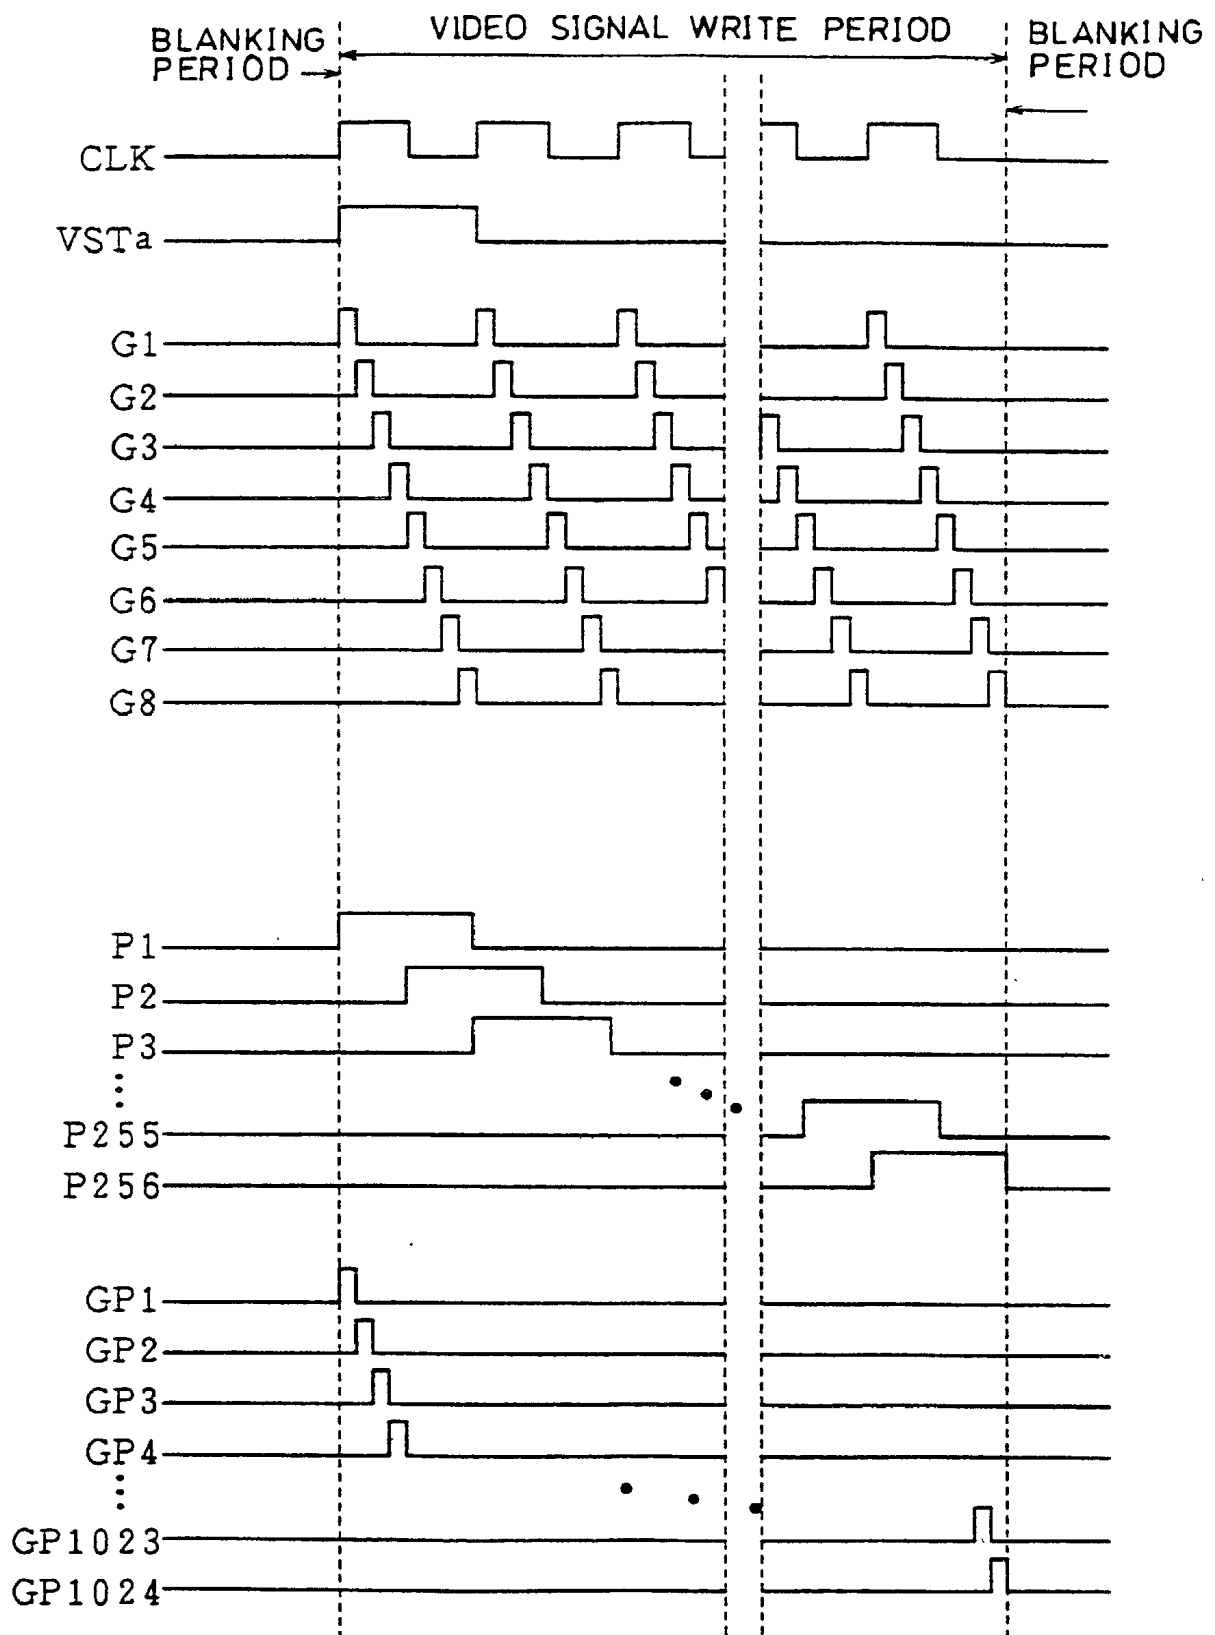 BLANKING
PERIOD
VIDEO SIGNAL WRITE PERIOD
BLANKING
PERIOD
CLK
VSTa
G1
G2
G3
G4
G5
G6
G7
G8
P1
P2
P3
P255
P256
GP1
GP2
GP3
GP4
GP1023
GP1024